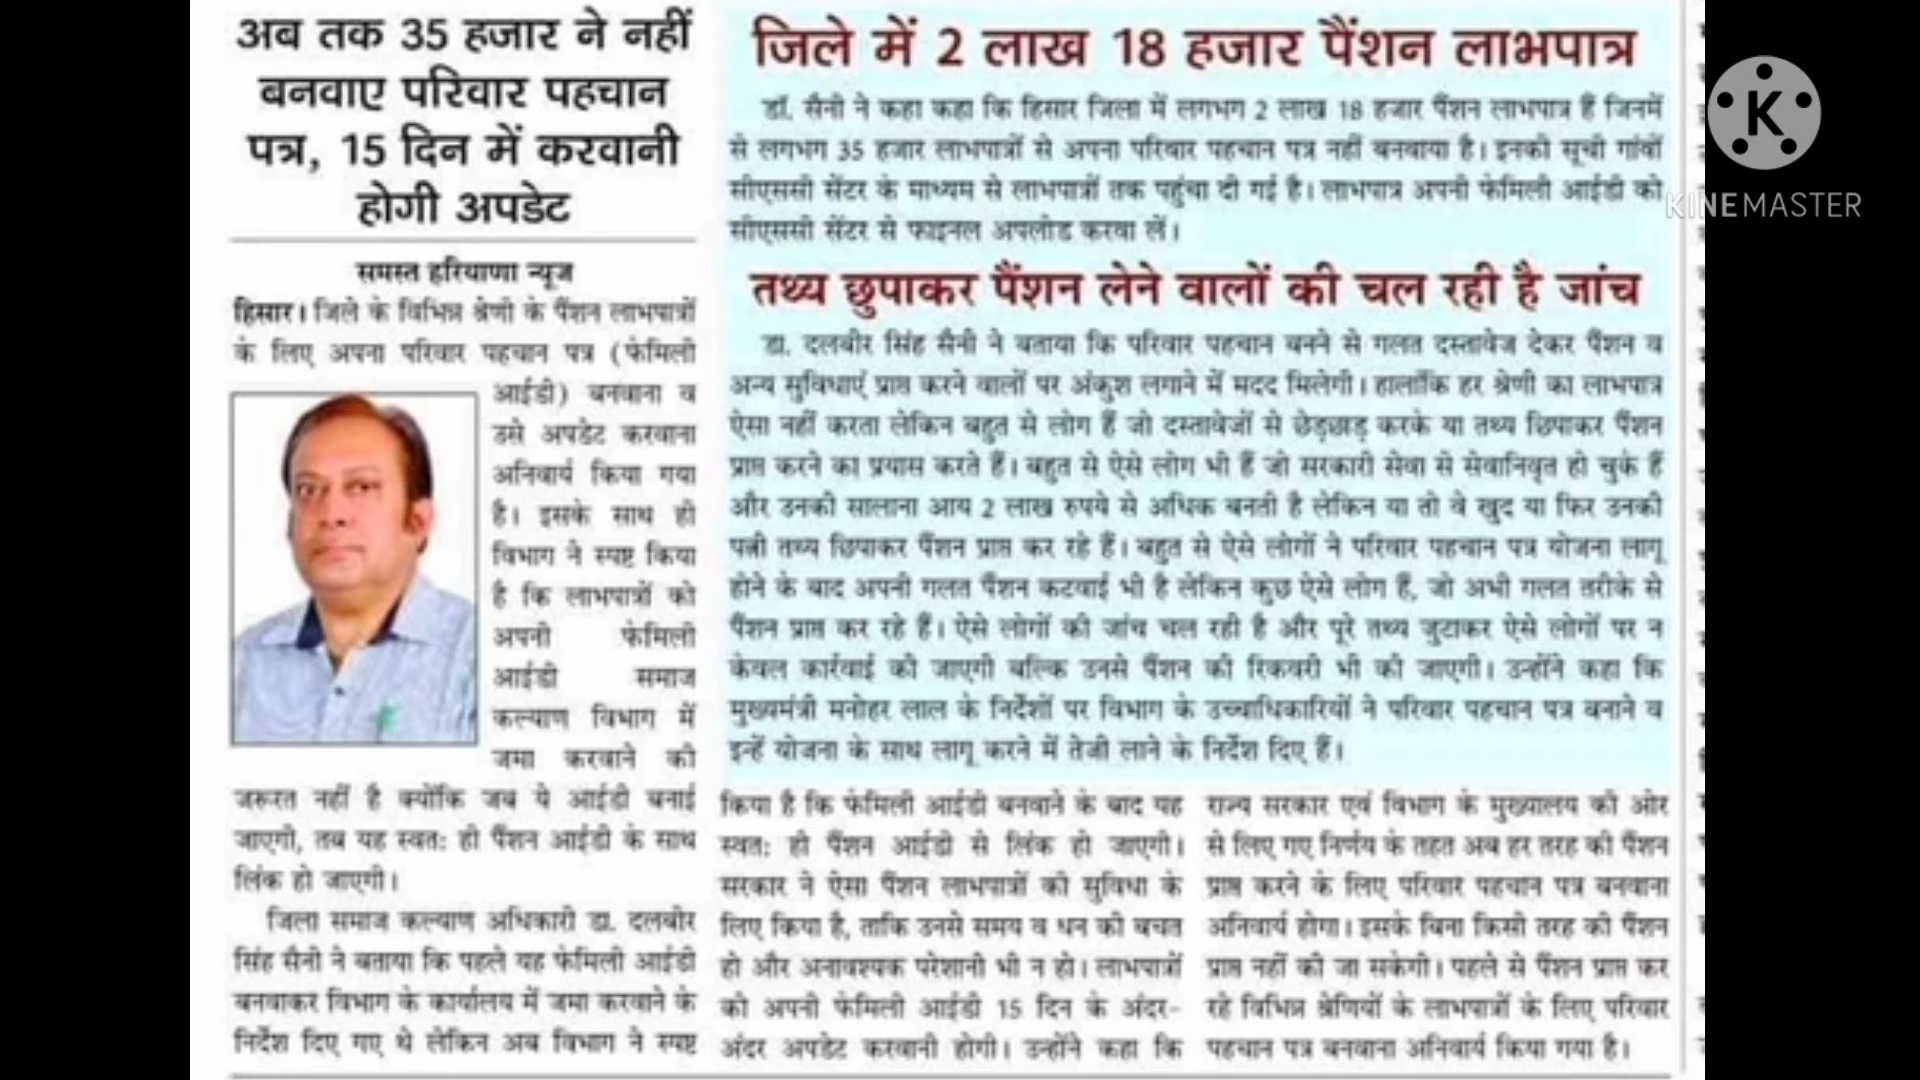 अब तक 35 हजार ने नहीं
बनवाए परिवार पहचान
पत्र, 15 दिन में करवानी
होगी अपडेट
समस्त हरियाणा न्यूज
हिसार। जिले के विभिन्न श्रेणी के पैंशन लाभपात्रों
के लिए अपना परिवार पहचान पत्र (फेमिली
आईडी) बनवाना व
उसे अपडेट करवाना
अनिवार्य किया गया
है। इसके साथ ही
विभाग ने स्पष्ट किया
है कि लाभपात्रों को
अपनी फेमिली
आईडी समाज
कल्याण विभाग में
जमा करवाने की
जरूरत नहीं है क्योंकि जब ये आईडी बनाई
जाएगी, तब यह स्वत: ही पैंशन आईडी के साथ
लिंक हो जाएगी।
जिला समाज कल्याण अधिकारी डा. दलबीर
सिंह सैनी ने बताया कि पहले यह फेमिली आईडी
बनवाकर विभाग के कार्यालय में जमा करवाने के
निर्देश दिए गए थे लेकिन अब विभाग ने स्पष्ट
जिले में 2 लाख 18 हजार पैंशन लाभपात्र
डॉ. सैनी ने कहा कहा कि हिसार जिला में लगभग 2 लाख 18 हजार पैंशन लाभपात्र हैं जिनमें
से लगभग 35 हजार लाभपात्रों से अपना परिवार पहचान पत्र नहीं बनवाया है। इनकी सूची गांवों
सीएससी सेंटर के माध्यम से लाभपात्रों तक पहुंचा दी गई है। लाभपात्र अपनी फेमिली आईडी को
सीएससी सेंटर से फाइनल अपलोड करवा लें।
तथ्य छुपाकर पैंशन लेने वालों की चल रही है जांच
डा. दलबीर सिंह सैनी ने बताया कि परिवार पहचान बनने से गलत दस्तावेज देकर पैंशन व
अन्य सुविधाएं प्राप्त करने वालों पर अंकुश लगाने में मदद मिलेगी। हालांकि हर श्रेणी का लाभपात्र
ऐसा नहीं करता लेकिन बहुत से लोग हैं जो दस्तावेजों से छेड़छाड़ करके या तथ्य छिपाकर पैंशन
प्राप्त करने का प्रयास करते हैं। बहुत से ऐसे लोग भी हैं जो सरकारी सेवा से सेवानिवृत हो चुके हैं
और उनकी सालाना आय 2 लाख रुपये से अधिक बनती है लेकिन या तो वे खुद या फिर उनकी
पत्नी तथ्य छिपाकर पैंशन प्राप्त कर रहे हैं। बहुत से ऐसे लोगों ने परिवार पहचान पत्र योजना लागू
होने के बाद अपनी गलत पैंशन कटवाई भी है लेकिन कुछ ऐसे लोग हैं, जो अभी गलत तरीके से
पैंशन प्राप्त कर रहे हैं। ऐसे लोगों की जांच चल रही है और पूरे तथ्य जुटाकर ऐसे लोगों पर न
केवल कार्रवाई की जाएगी बल्कि उनसे पैंशन की रिकवरी भी की जाएगी। उन्होंने कहा कि
मुख्यमंत्री मनोहर लाल के निर्देशों पर विभाग के उच्चाधिकारियों ने परिवार पहचान पत्र बनाने व
इन्हें योजना के साथ लागू करने में तेजी लाने के निर्देश दिए हैं।
किया है कि फेमिली आईडी बनवाने के बाद यह
स्वत: ही पैंशन आईडी से लिंक हो जाएगी।
सरकार ने ऐसा पैंशन लाभपात्रों की सुविधा के
लिए किया है, ताकि उनसे समय व धन की बचत
हो और अनावश्यक परेशानी भी न हो। लाभपात्रों
को अपनी फेमिली आईडी 15 दिन के अंदर-
अंदर अपडेट करवानी होगी। उन्होंने कहा कि
राज्य सरकार एवं विभाग के मुख्यालय की ओर
से लिए गए निर्णय के तहत अब हर तरह की पैंशन
प्राप्त करने के लिए परिवार पहचान पत्र बनवाना
अनिवार्य होगा। इसके बिना किसी तरह की पैंशन
प्राप्त नहीं की जा सकेगी। पहले से पैंशन प्राप्त कर
रहे विभिन्न श्रेणियों के लाभपात्रों के लिए परिवार
पहचान पत्र बनवाना अनिवार्य किया गया है।
K
KINEMASTER